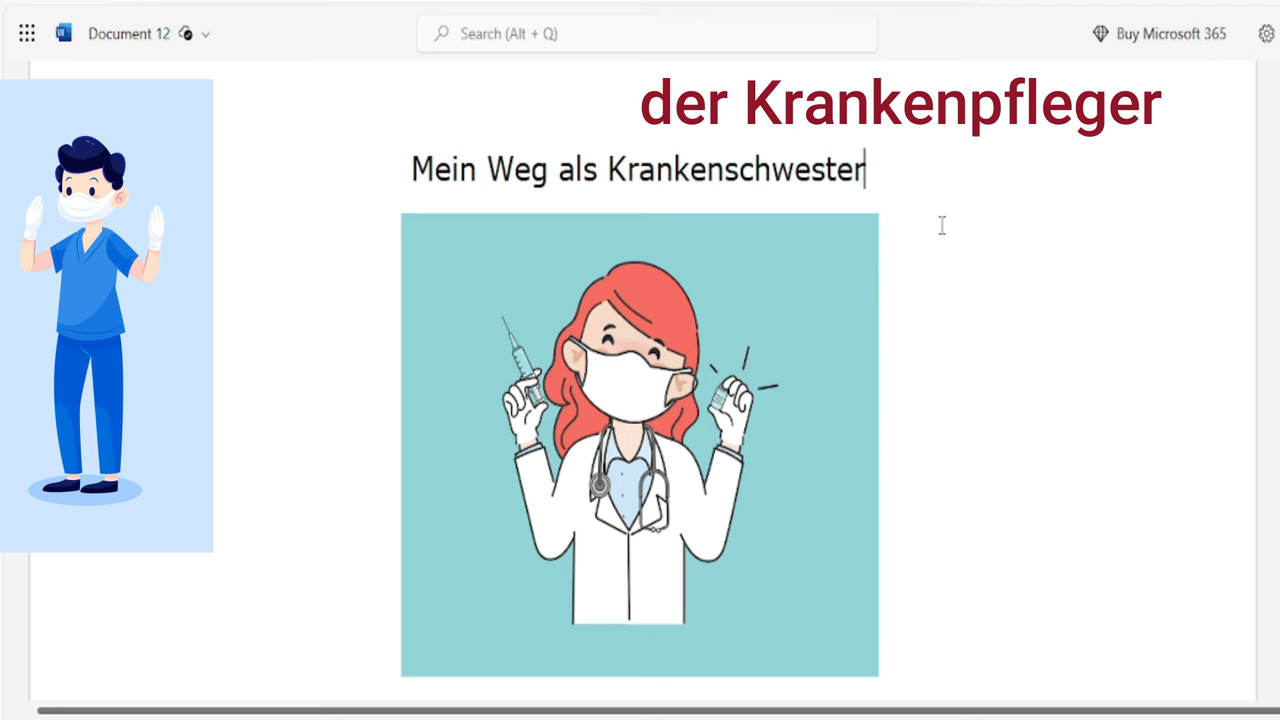 Document 12
Search (Alt + Q)
Buy Microsoft 365
der Krankenpfleger
Mein Weg als Krankenschwester